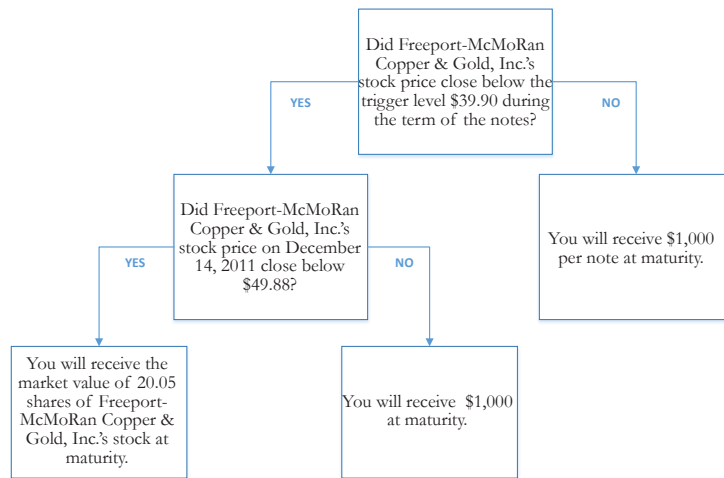 Did Freeport-McMoRan
Copper & Gold, Inc.'s
stock price close below the
trigger level $39.90 during
the term of the notes?
YES
NO
Did Freeport-McMoRan
Copper & Gold, Inc.'s
stock price on December
14, 2011 close below
$49.88?
You will receive $1,000
per note at maturity.
YES
NO
You will receive the
market value of 20.05
shares of Freeport-
McMoRan Copper &
Gold, Inc.'s stock at
maturity.
You will receive $1,000
at maturity.